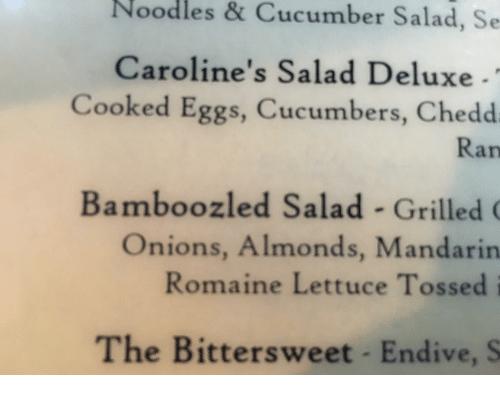 Noodles & Cucumber Salad,
Caroline's Salad Deluxe -
Cooked Eggs, Cucumbers,
Bamboozled Salad - Grilled
Onions, Almonds, Mandarin
Romaine Lettuce Tossed
The Bittersweet - Endive,